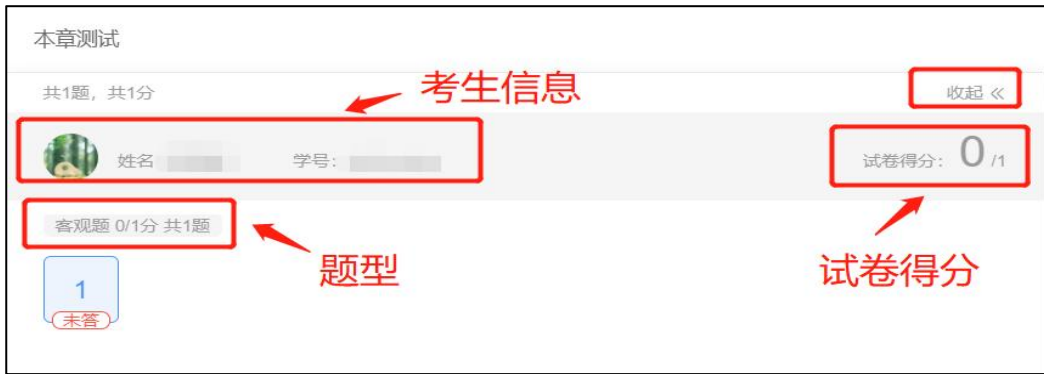 本章测试
共1题，共1分
考生信息
收起 «
姓名
学号：
试卷得分： 0 /1
客观题 0/1分 共1题
题型
试卷得分
1
未答